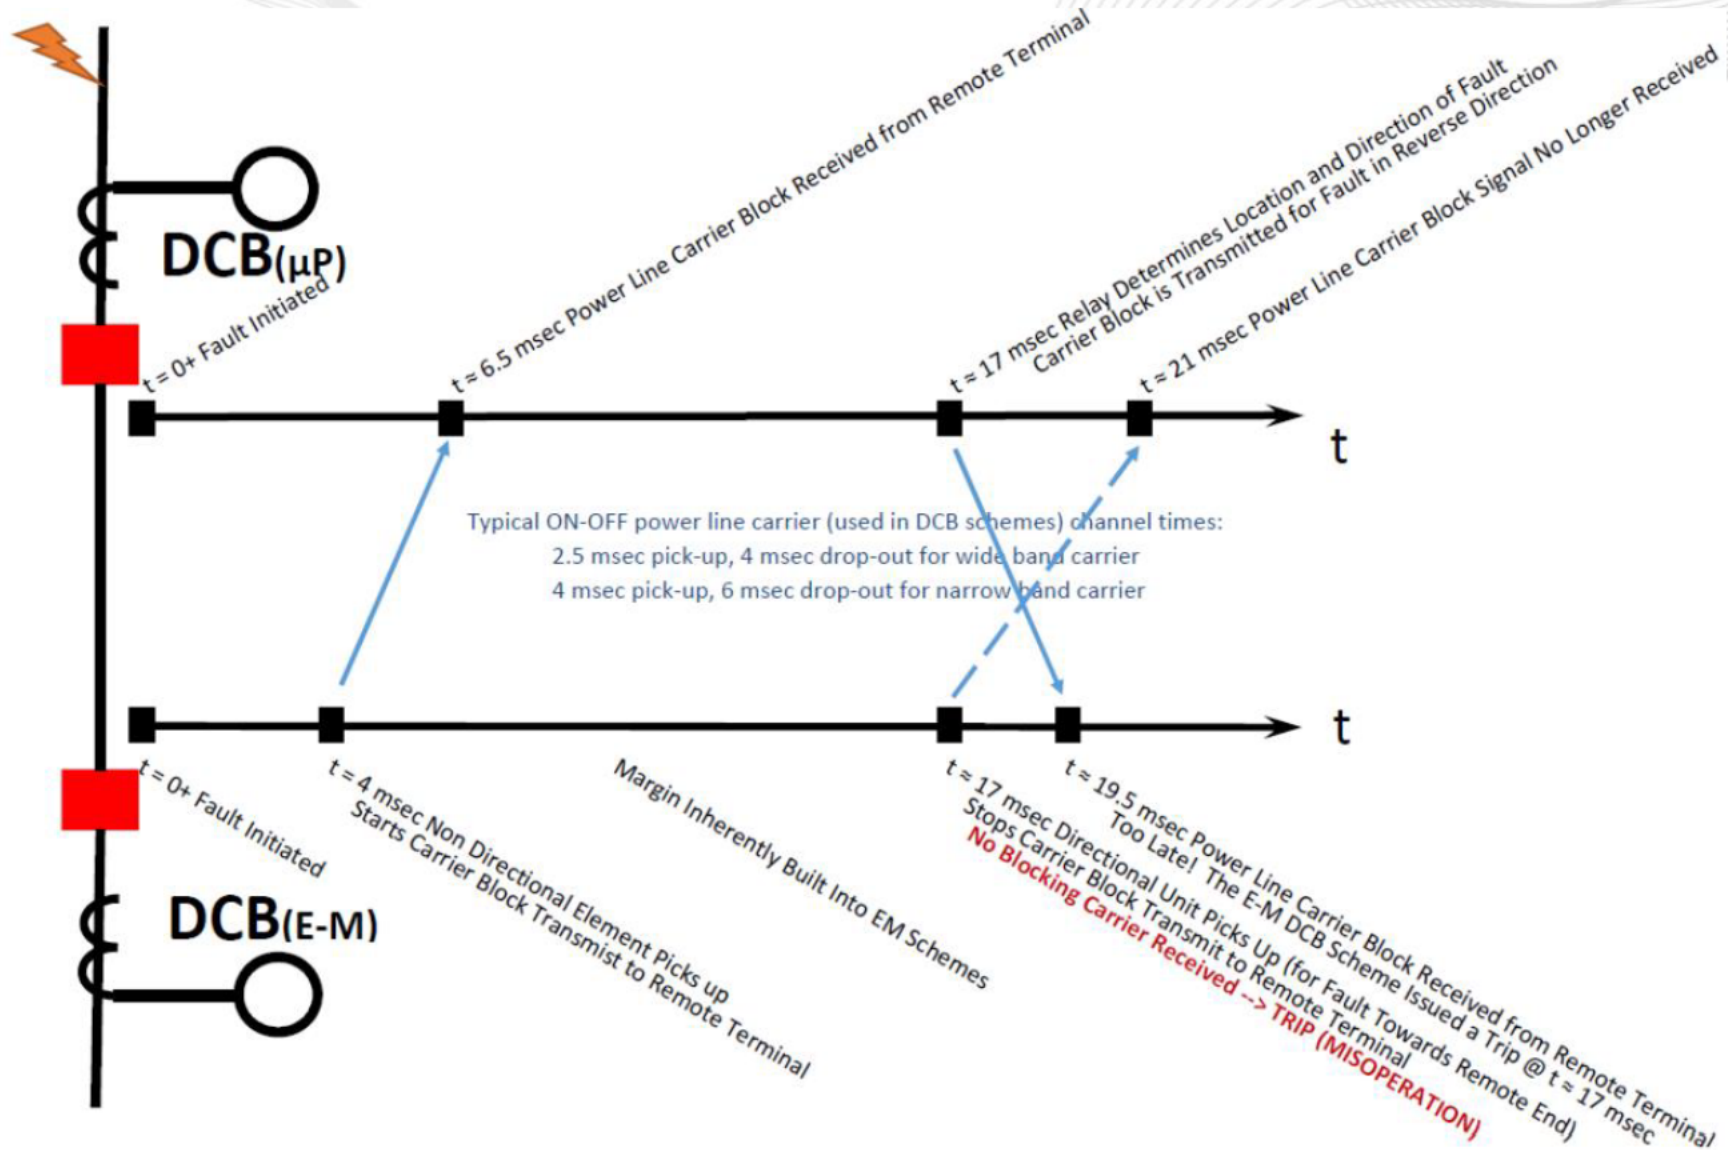 t ≈ 6.5 msec Power Line Carrier Block Received from Remote Terminal
t ≈ 17 msec Relay Determines Location and Direction of Fault
Carrier Block is Transmitted for Fault in Reverse Direction
t ≈ 21 msec Power Line Carrier Block Signal No Longer Received
DCB(µP)
t = 0+ Fault Initiated
t
Typical ON-OFF power line carrier (used in DCB schemes) channel times:
2.5 msec pick-up, 4 msec drop-out for wide band carrier
4 msec pick-up, 6 msec drop-out for narrow band carrier
t
t = 0+ Fault Initiated
t = 4 msec Non Directional Element Picks up
Starts Carrier Block Transmist to Remote Terminal
Margin Inherently Built Into EM Schemes
t ≈ 17 msec Directional Unit Picks Up (for Fault Towards Remote End)
Stops Carrier Block Transmit to Remote Terminal
No Blocking Carrier Received --> TRIP (MISOPERATION)
t ≈ 19.5 msec Power Line Carrier Block Received from Remote Terminal
Too Late! The E-M DCB Scheme Issued a Trip @ t ≈ 17 msec
DCB(E-M)